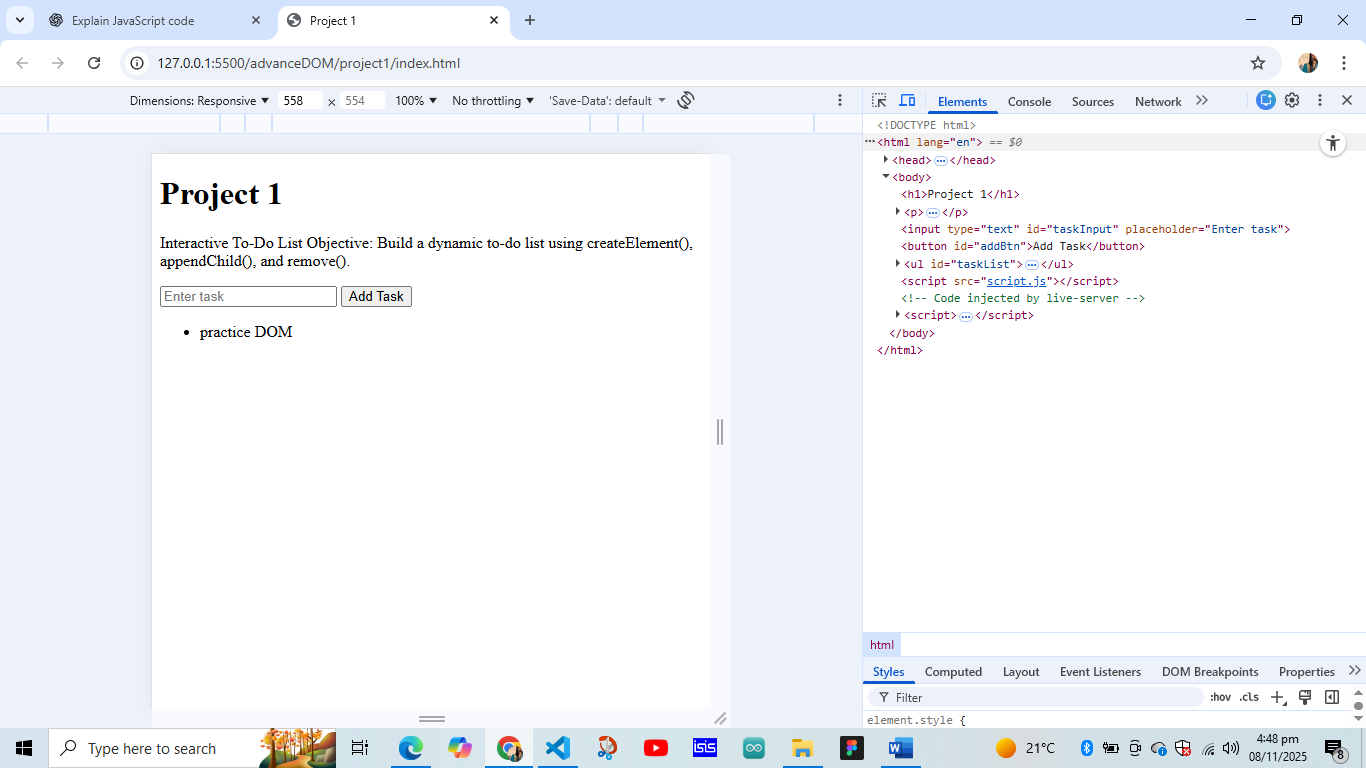 Explain JavaScript code
Project 1
127.0.0.1:5500/advanceDOM/project1/index.html
Dimensions: Responsive 558 × 554 100% No throttling 'Save-Data': default
Elements Console Sources Network
Project 1
Interactive To-Do List Objective: Build a dynamic to-do list using createElement(),
appendChild(), and remove().
Enter task Add Task
• practice DOM
<!DOCTYPE html>
<html lang="en"> == $0
<head> … </head>
<body>
<h1>Project 1</h1>
<p> … </p>
<input type="text" id="taskInput" placeholder="Enter task">
<button id="addBtn">Add Task</button>
<ul id="taskList"> … </ul>
<script src="script.js"></script>
<!-- Code injected by live-server -->
<script> … </script>
</body>
</html>
html
Styles Computed Layout Event Listeners DOM Breakpoints Properties
Filter :hov .cls
element.style {
Type here to search
ISIS
21°C
4:48 pm
08/11/2025
8